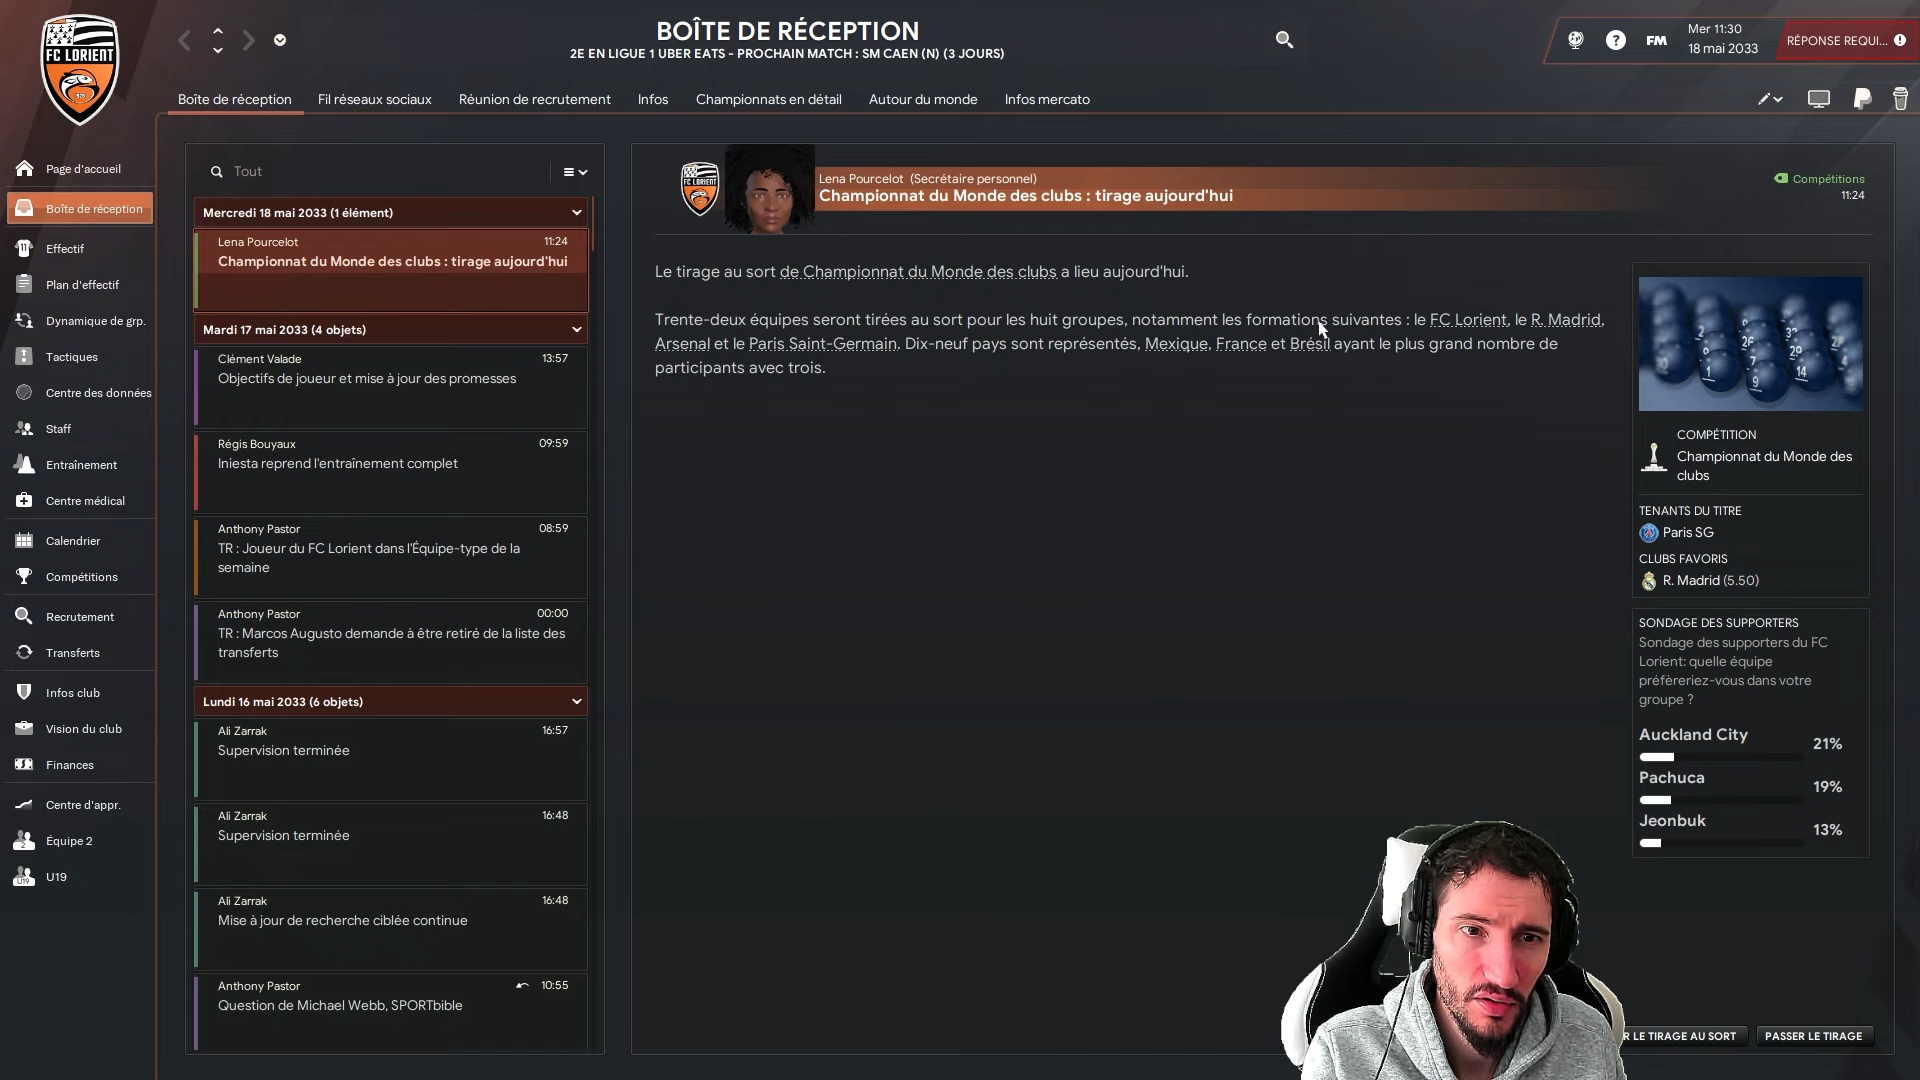 FC LORIENT
BOÎTE DE RÉCEPTION
2E EN LIGUE 1 UBER EATS - PROCHAIN MATCH : SM CAEN (N) (3 JOURS)
FM
Mer 11:30
18 mai 2033
RÉPONSE REQUI...
Boîte de réception
Fil réseaux sociaux
Réunion de recrutement
Infos
Championnats en détail
Autour du monde
Infos mercato
Page d'accueil
Boîte de réception
Effectif
Plan d'effectif
Dynamique de grp.
Tactiques
Centre des données
Staff
Entraînement
Centre médical
Calendrier
Compétitions
Recrutement
Transferts
Infos club
Vision du club
Finances
Centre d'appr.
Équipe 2
U19
Tout
Mercredi 18 mai 2033 (1 élément)
Lena Pourcelot 11:24
Championnat du Monde des clubs : tirage aujourd'hui
Mardi 17 mai 2033 (4 objets)
Clément Valade 13:57
Objectifs de joueur et mise à jour des promesses
Régis Bouyaux 09:59
Iniesta reprend l'entraînement complet
Anthony Pastor 08:59
TR : Joueur du FC Lorient dans l'Équipe-type de la
semaine
Anthony Pastor 00:00
TR : Marcos Augusto demande à être retiré de la liste des
transferts
Lundi 16 mai 2033 (6 objets)
Ali Zarrak 16:57
Supervision terminée
Ali Zarrak 16:48
Supervision terminée
Ali Zarrak 16:48
Mise à jour de recherche ciblée continue
Anthony Pastor 10:55
Question de Michael Webb, SPORTbible
FC LORIENT
Lena Pourcelot (Secrétaire personnel)
Championnat du Monde des clubs : tirage aujourd'hui
Compétitions
11:24
Le tirage au sort de Championnat du Monde des clubs a lieu aujourd'hui.
Trente-deux équipes seront tirées au sort pour les huit groupes, notamment les formations suivantes : le FC Lorient, le R. Madrid,
Arsenal et le Paris Saint-Germain. Dix-neuf pays sont représentés, Mexique, France et Brésil ayant le plus grand nombre de
participants avec trois.
COMPÉTITION
Championnat du Monde des
clubs
TENANTS DU TITRE
Paris SG
CLUBS FAVORIS
R. Madrid (5.50)
SONDAGE DES SUPPORTERS
Sondage des supporters du FC
Lorient: quelle équipe
préfèreriez-vous dans votre
groupe ?
Auckland City 21%
Pachuca 19%
Jeonbuk 13%
R LE TIRAGE AU SORT
PASSER LE TIRAGE